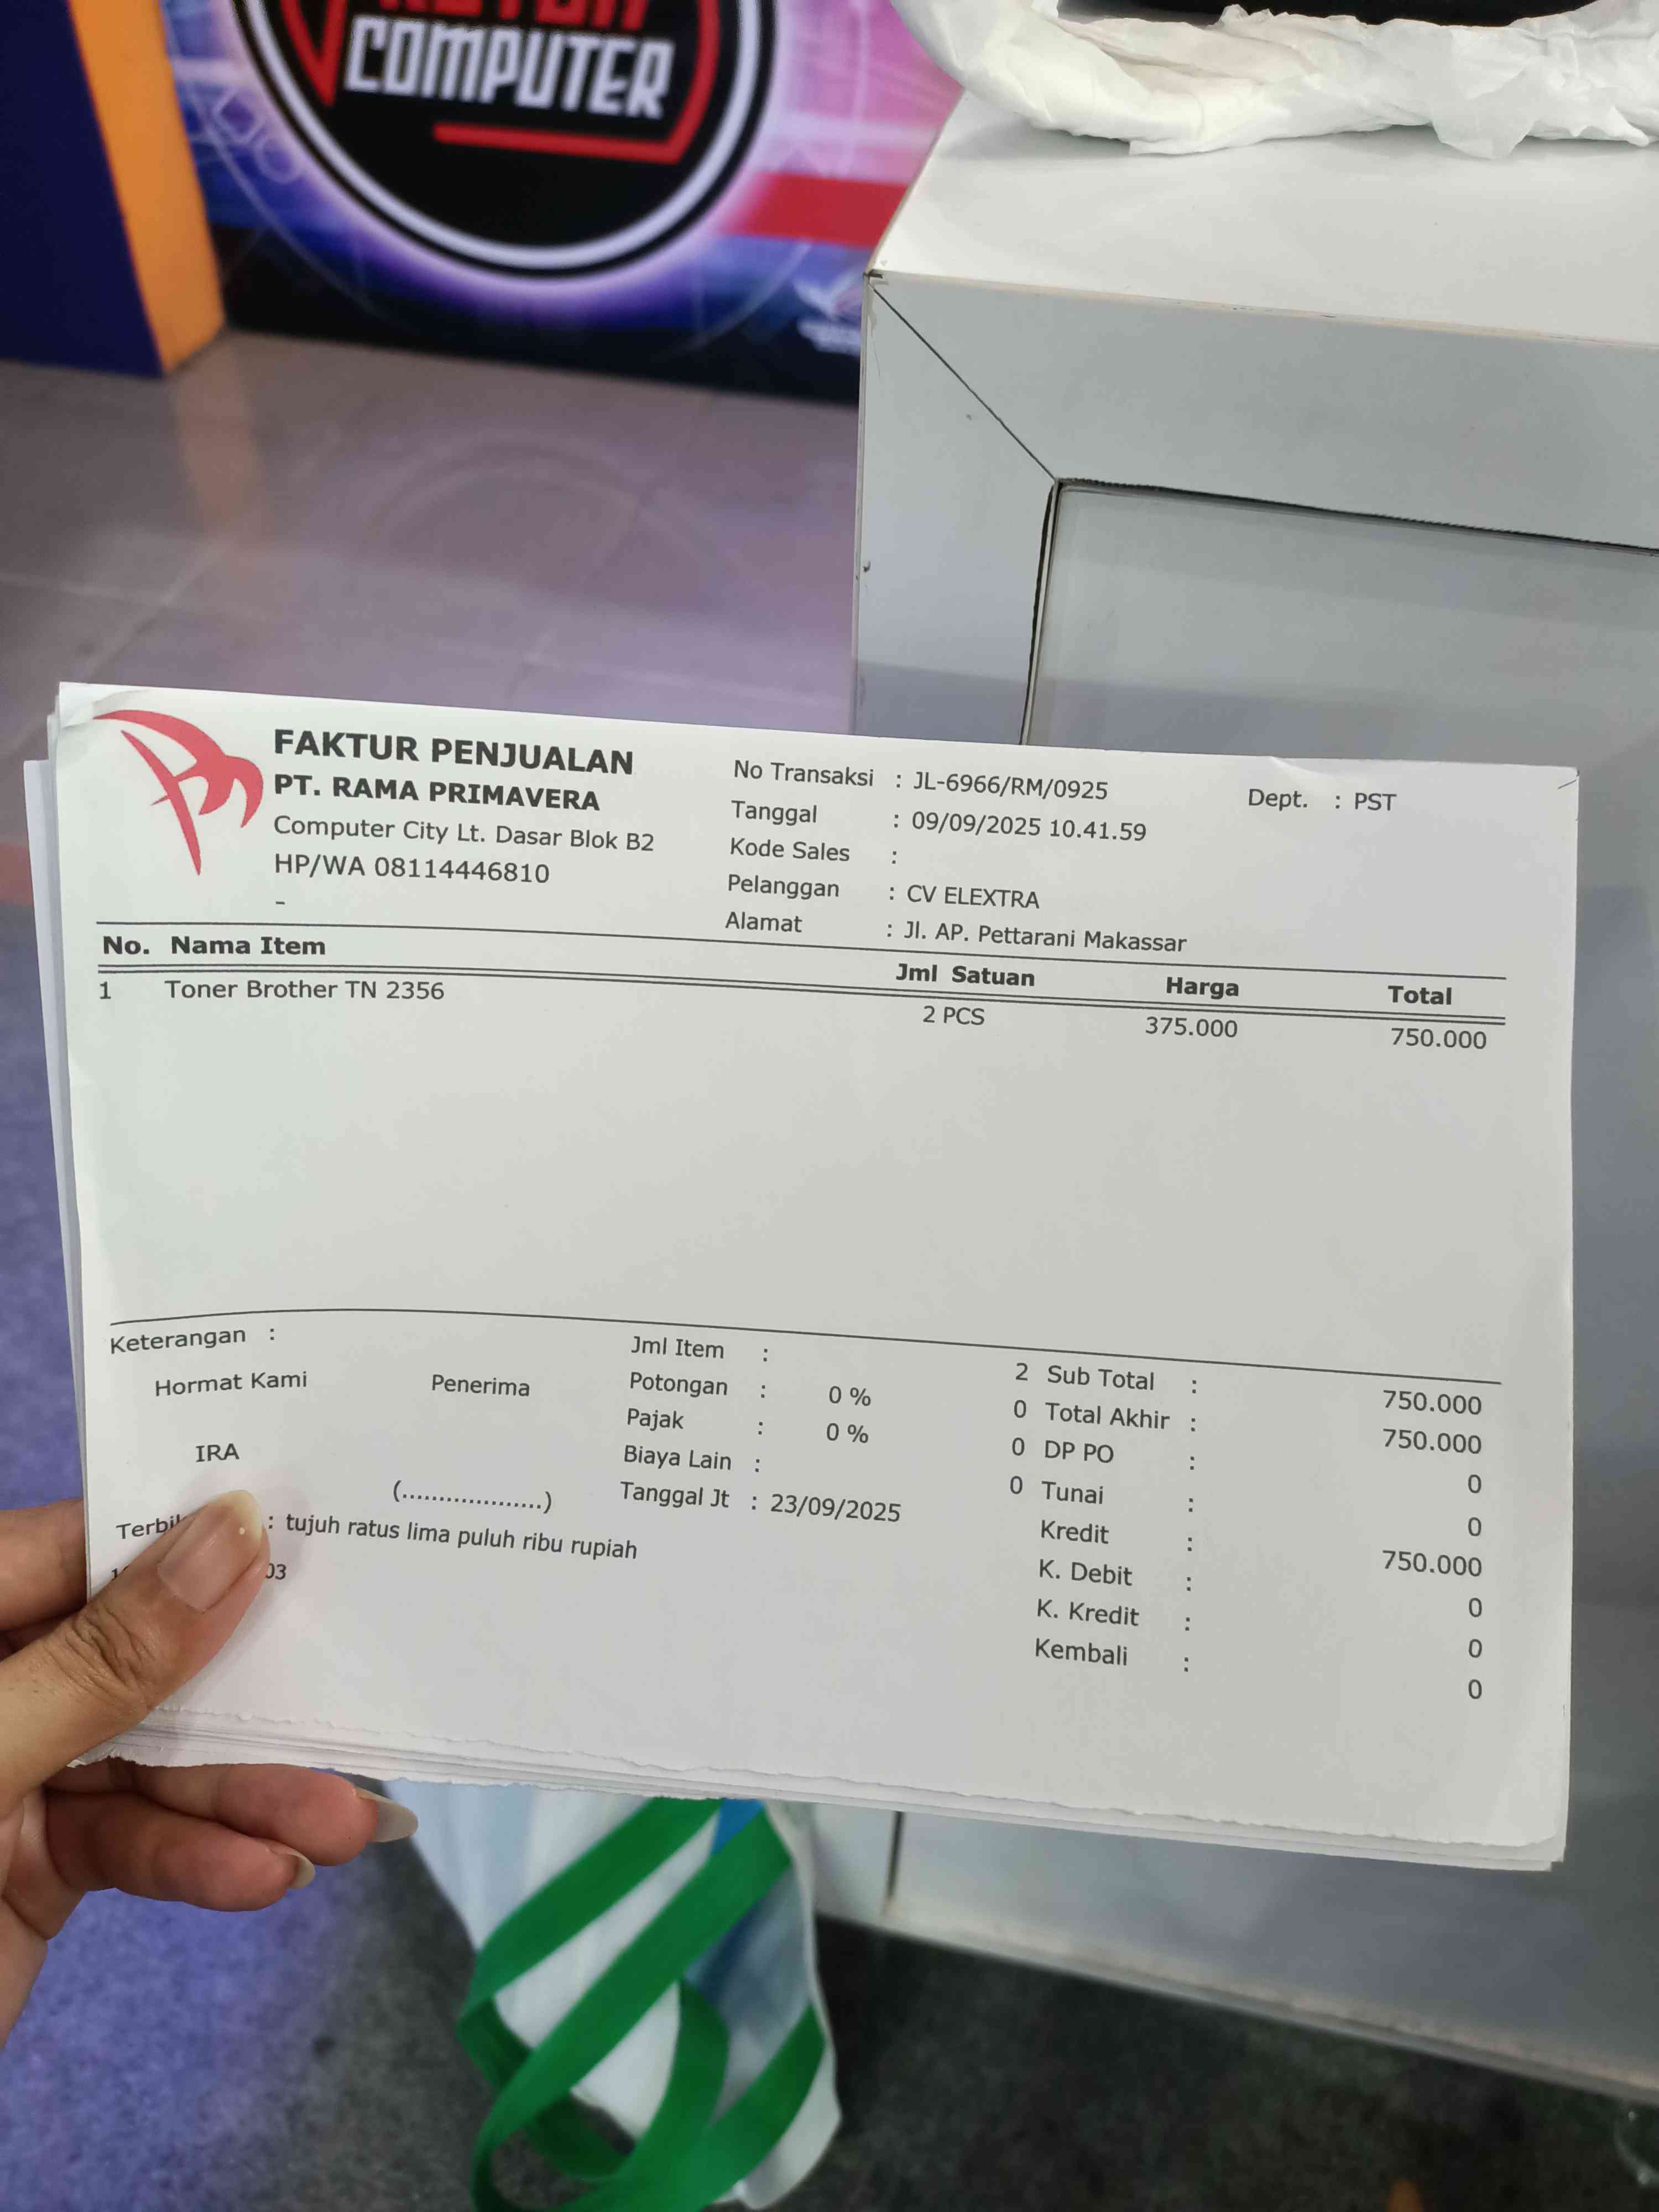 COMPUTER
FAKTUR PENJUALAN
PT. RAMA PRIMAVERA
Computer City Lt. Dasar Blok B2
HP/WA 08114446810
-
No Transaksi : JL-6966/RM/0925
Tanggal : 09/09/2025 10.41.59
Kode Sales :
Pelanggan : CV ELEXTRA
Alamat : Jl. AP. Pettarani Makassar
Dept. : PST
No. Nama Item Jml Satuan Harga Total
1 Toner Brother TN 2356 2 PCS 375.000 750.000
Keterangan :
Hormat Kami Penerima
IRA
(...................)
: tujuh ratus lima puluh ribu rupiah
03
Jml Item : 2
Potongan : 0 % 0
Pajak : 0 % 0
Biaya Lain : 0
Tanggal Jt : 23/09/2025
Sub Total : 750.000
Total Akhir : 750.000
DP PO : 0
Tunai : 0
Kredit : 750.000
K. Debit : 0
K. Kredit : 0
Kembali : 0